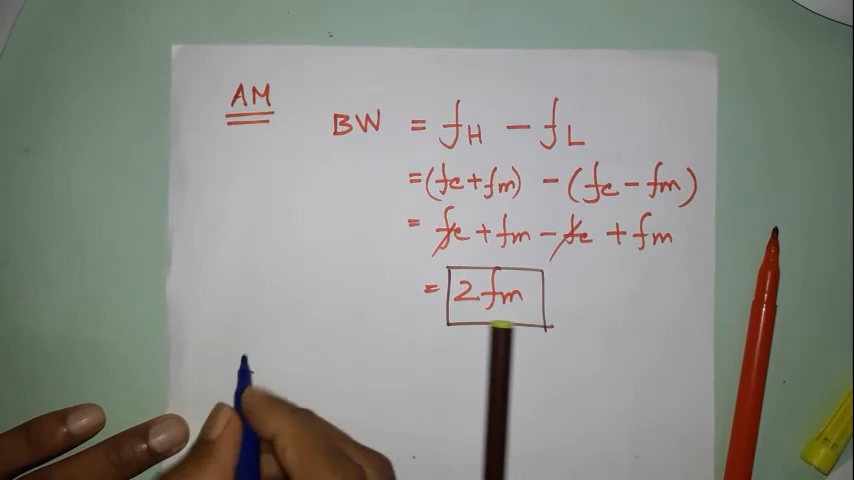 AM
BW = fH - fL
= (fc + fm) - (fc - fm)
= fc + fm - fc + fm
= 2fm